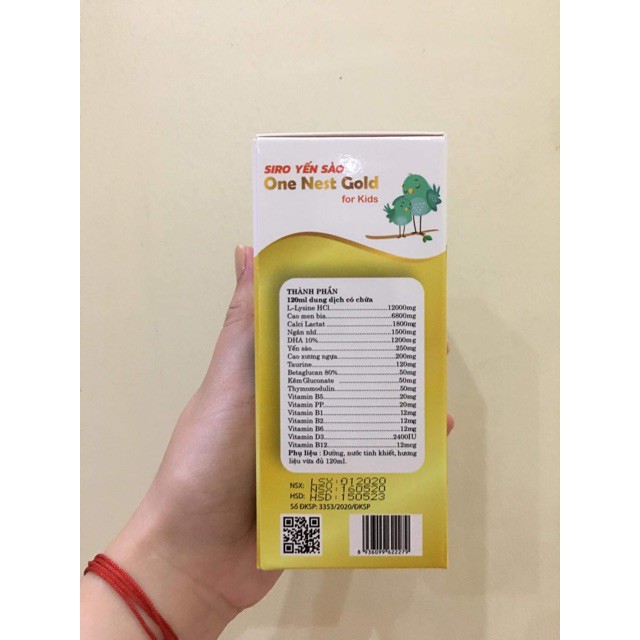 SIRO YẾN SÀO
One Nest Gold
for Kids
THÀNH PHẦN
120ml dung dịch có chứa
L-Lysine HCl 12000mg
Cao men bia 6800mg
Calci Lactat 1800mg
Ngân nhĩ 1500mg
DHA 10% 1200mg
Yến sào 250mg
Cao xương ngựa 200mg
Taurine 120mg
Betaglucan 80% 50mg
Kẽm Gluconate 50mg
Thymomodulin 50mg
Vitamin B5 20mg
Vitamin PP 20mg
Vitamin B1 12mg
Vitamin B2 12mg
Vitamin B6 12mg
Vitamin D3 2400IU
Vitamin B12 12mcg
Phụ liệu : Đường, nước tinh khiết, hương
liệu vừa đủ 120ml.
LSX:012020
NSX: NSX:160520
HSD: HSD:150523
Số ĐKSP: 3353/2020/ĐKSP
8 936099 622275